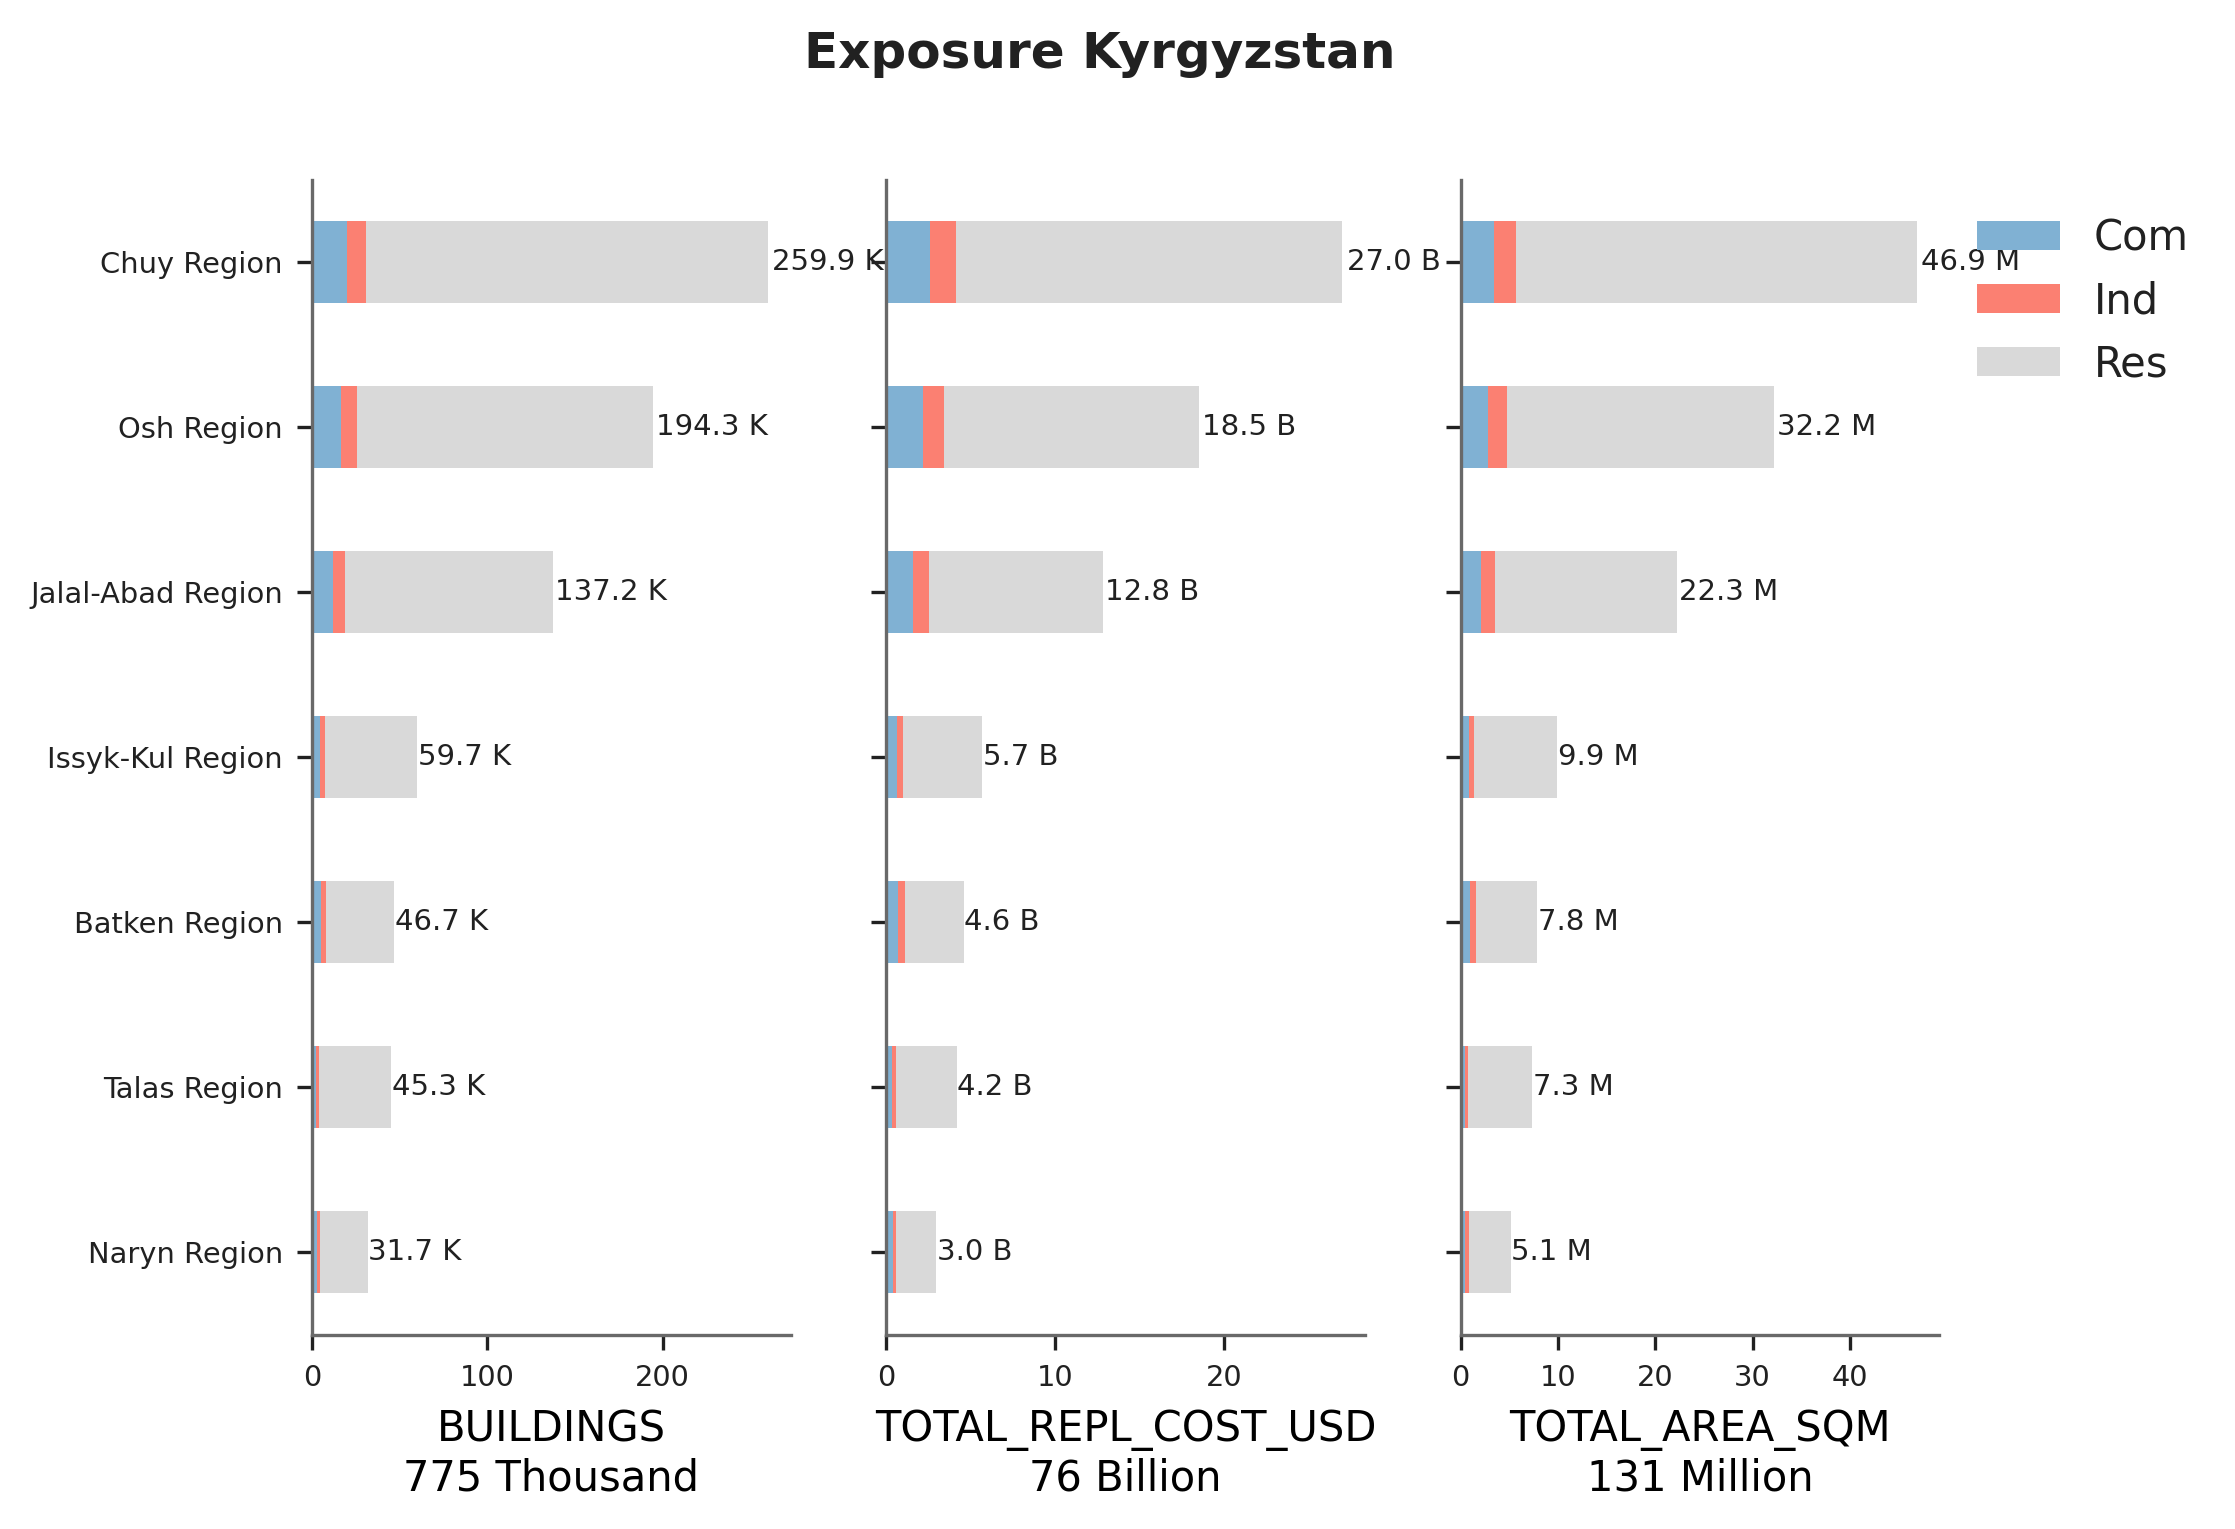 Exposure Kyrgyzstan
Chuy Region
259.9 K
27.0 B
46.9 M
Com
Ind
Res
Osh Region
194.3 K
18.5 B
32.2 M
Jalal-Abad Region
137.2 K
12.8 B
22.3 M
Issyk-Kul Region
59.7 K
5.7 B
9.9 M
Batken Region
46.7 K
4.6 B
7.8 M
Talas Region
45.3 K
4.2 B
7.3 M
Naryn Region
31.7 K
3.0 B
5.1 M
0 100 200
0 10 20
0 10 20 30 40
BUILDINGS
775 Thousand
TOTAL_REPL_COST_USD
76 Billion
TOTAL_AREA_SQM
131 Million